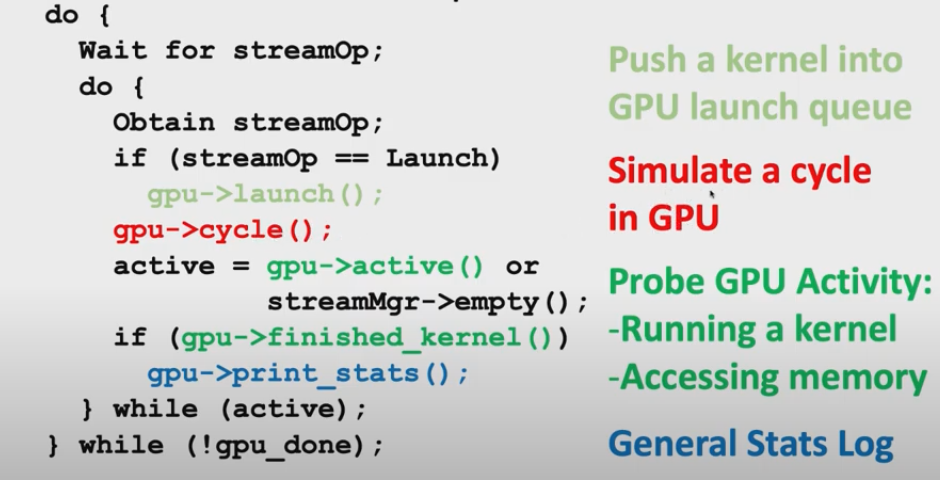 do {
Wait for streamOp;
do {
Obtain streamOp;
if (streamOp == Launch)
gpu->launch();
gpu->cycle();
active = gpu->active() or
streamMgr->empty();
if (gpu->finished_kernel())
gpu->print_stats();
} while (active);
} while (!gpu_done);
Push a kernel into
GPU launch queue
Simulate a cycle
in GPU
Probe GPU Activity:
-Running a kernel
-Accessing memory
General Stats Log